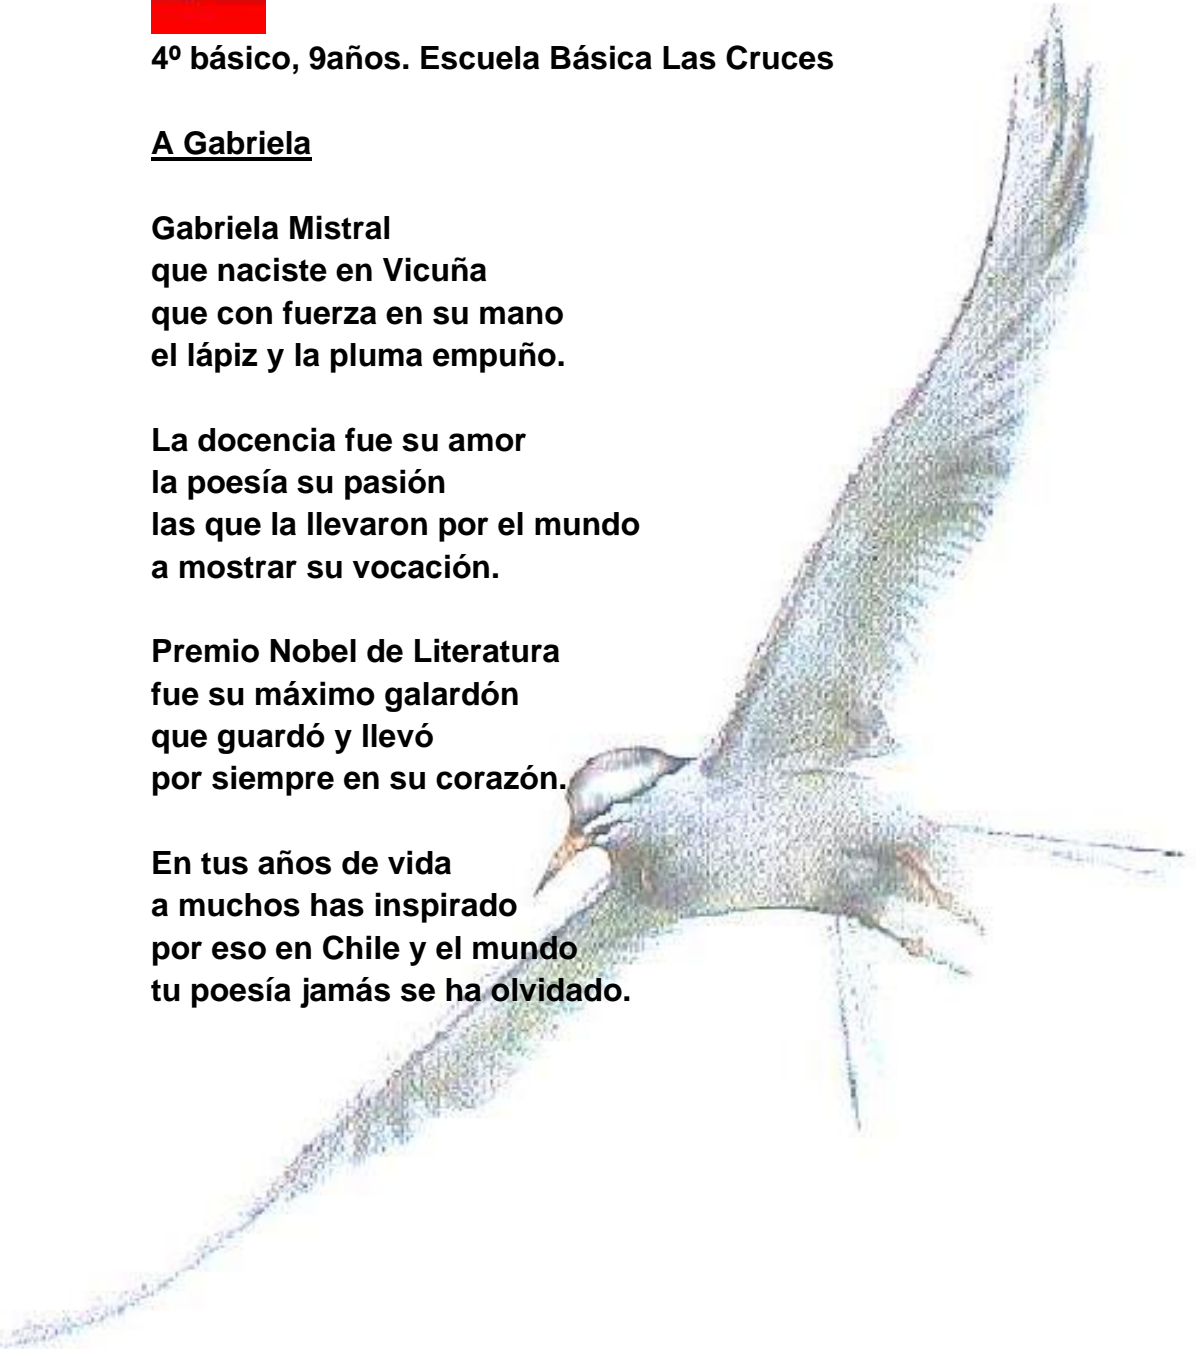 4º básico, 9años. Escuela Básica Las Cruces
A Gabriela
Gabriela Mistral
que naciste en Vicuña
que con fuerza en su mano
el lápiz y la pluma empuño.
La docencia fue su amor
la poesía su pasión
las que la llevaron por el mundo
a mostrar su vocación.
Premio Nobel de Literatura
fue su máximo galardón
que guardó y llevó
por siempre en su corazón.
En tus años de vida
a muchos has inspirado
por eso en Chile y el mundo
tu poesía jamás se ha olvidado.